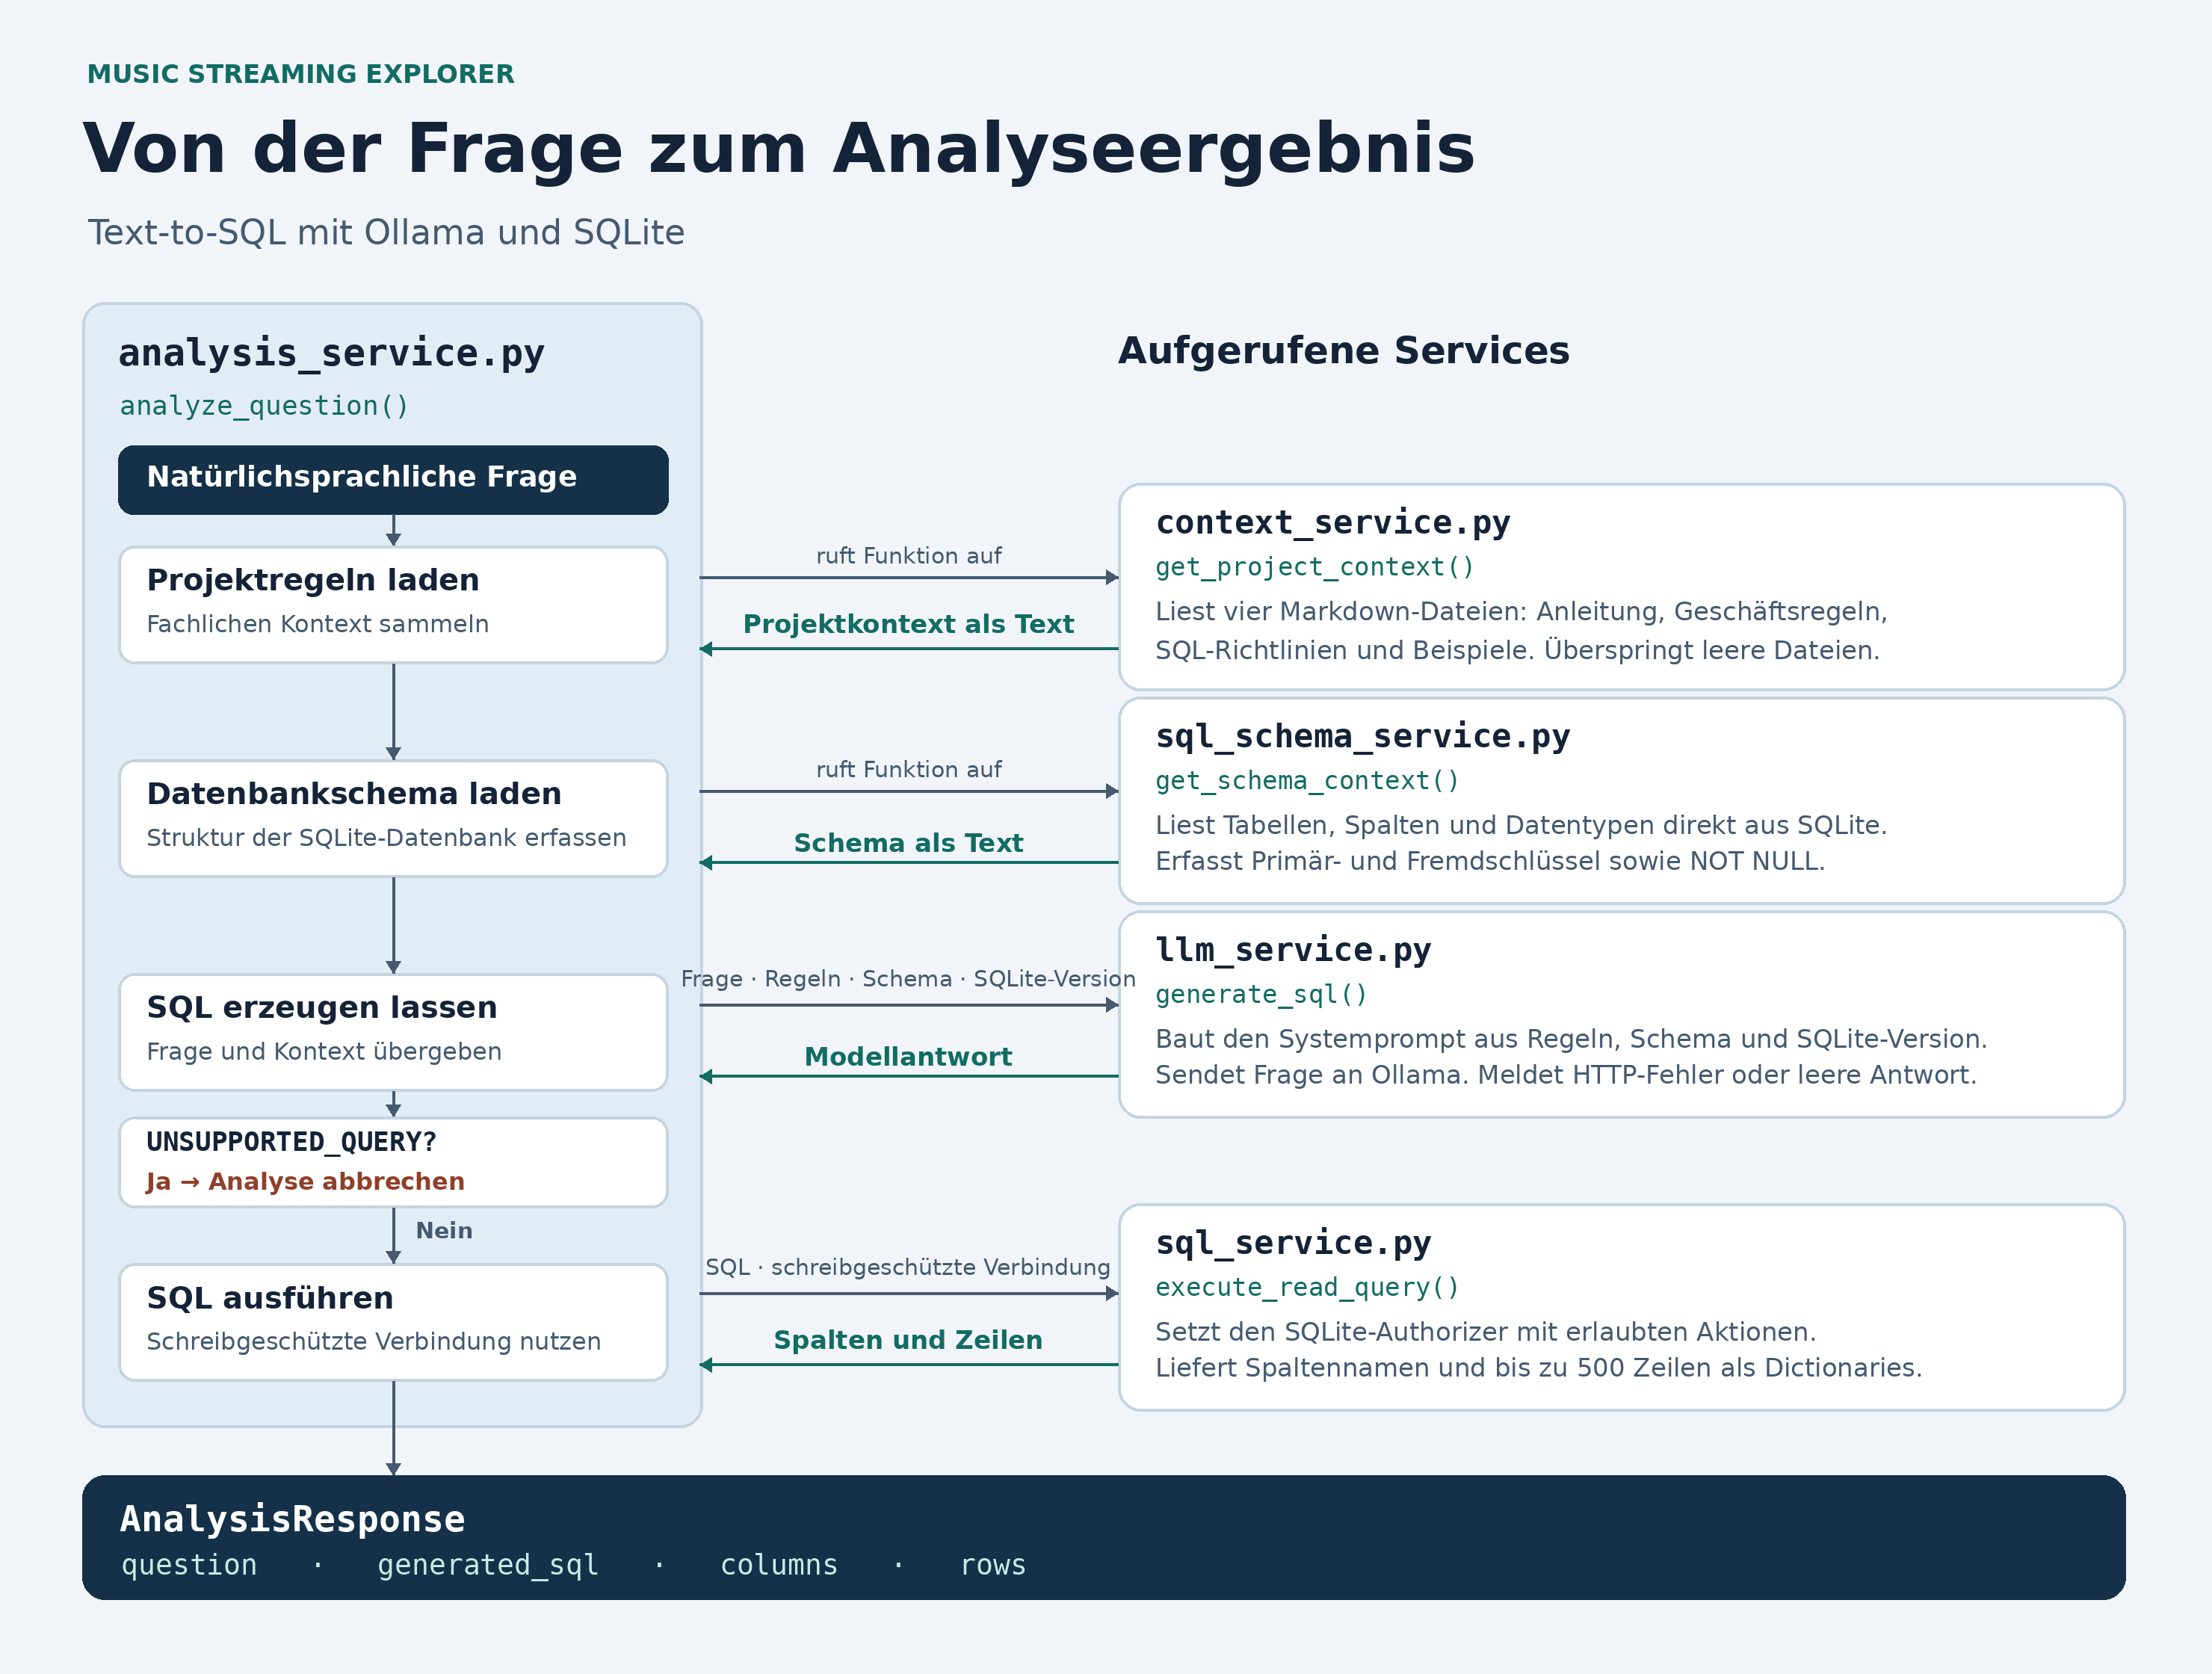 MUSIC STREAMING EXPLORER
Von der Frage zum Analyseergebnis
Text-to-SQL mit Ollama und SQLite
analysis_service.py
analyze_question()
Natürlichsprachliche Frage
Projektregeln laden
Fachlichen Kontext sammeln
Datenbankschema laden
Struktur der SQLite-Datenbank erfassen
SQL erzeugen lassen
Frage und Kontext übergeben
UNSUPPORTED_QUERY?
Ja → Analyse abbrechen
Nein
SQL ausführen
Schreibgeschützte Verbindung nutzen
ruft Funktion auf
Projektkontext als Text
ruft Funktion auf
Schema als Text
Frage · Regeln · Schema · SQLite-Version
Modellantwort
SQL · schreibgeschützte Verbindung
Spalten und Zeilen
Aufgerufene Services
context_service.py
get_project_context()
Liest vier Markdown-Dateien: Anleitung, Geschäftsregeln,
SQL-Richtlinien und Beispiele. Überspringt leere Dateien.
sql_schema_service.py
get_schema_context()
Liest Tabellen, Spalten und Datentypen direkt aus SQLite.
Erfasst Primär- und Fremdschlüssel sowie NOT NULL.
llm_service.py
generate_sql()
Baut den Systemprompt aus Regeln, Schema und SQLite-Version.
Sendet Frage an Ollama. Meldet HTTP-Fehler oder leere Antwort.
sql_service.py
execute_read_query()
Setzt den SQLite-Authorizer mit erlaubten Aktionen.
Liefert Spaltennamen und bis zu 500 Zeilen als Dictionaries.
AnalysisResponse
question · generated_sql · columns · rows